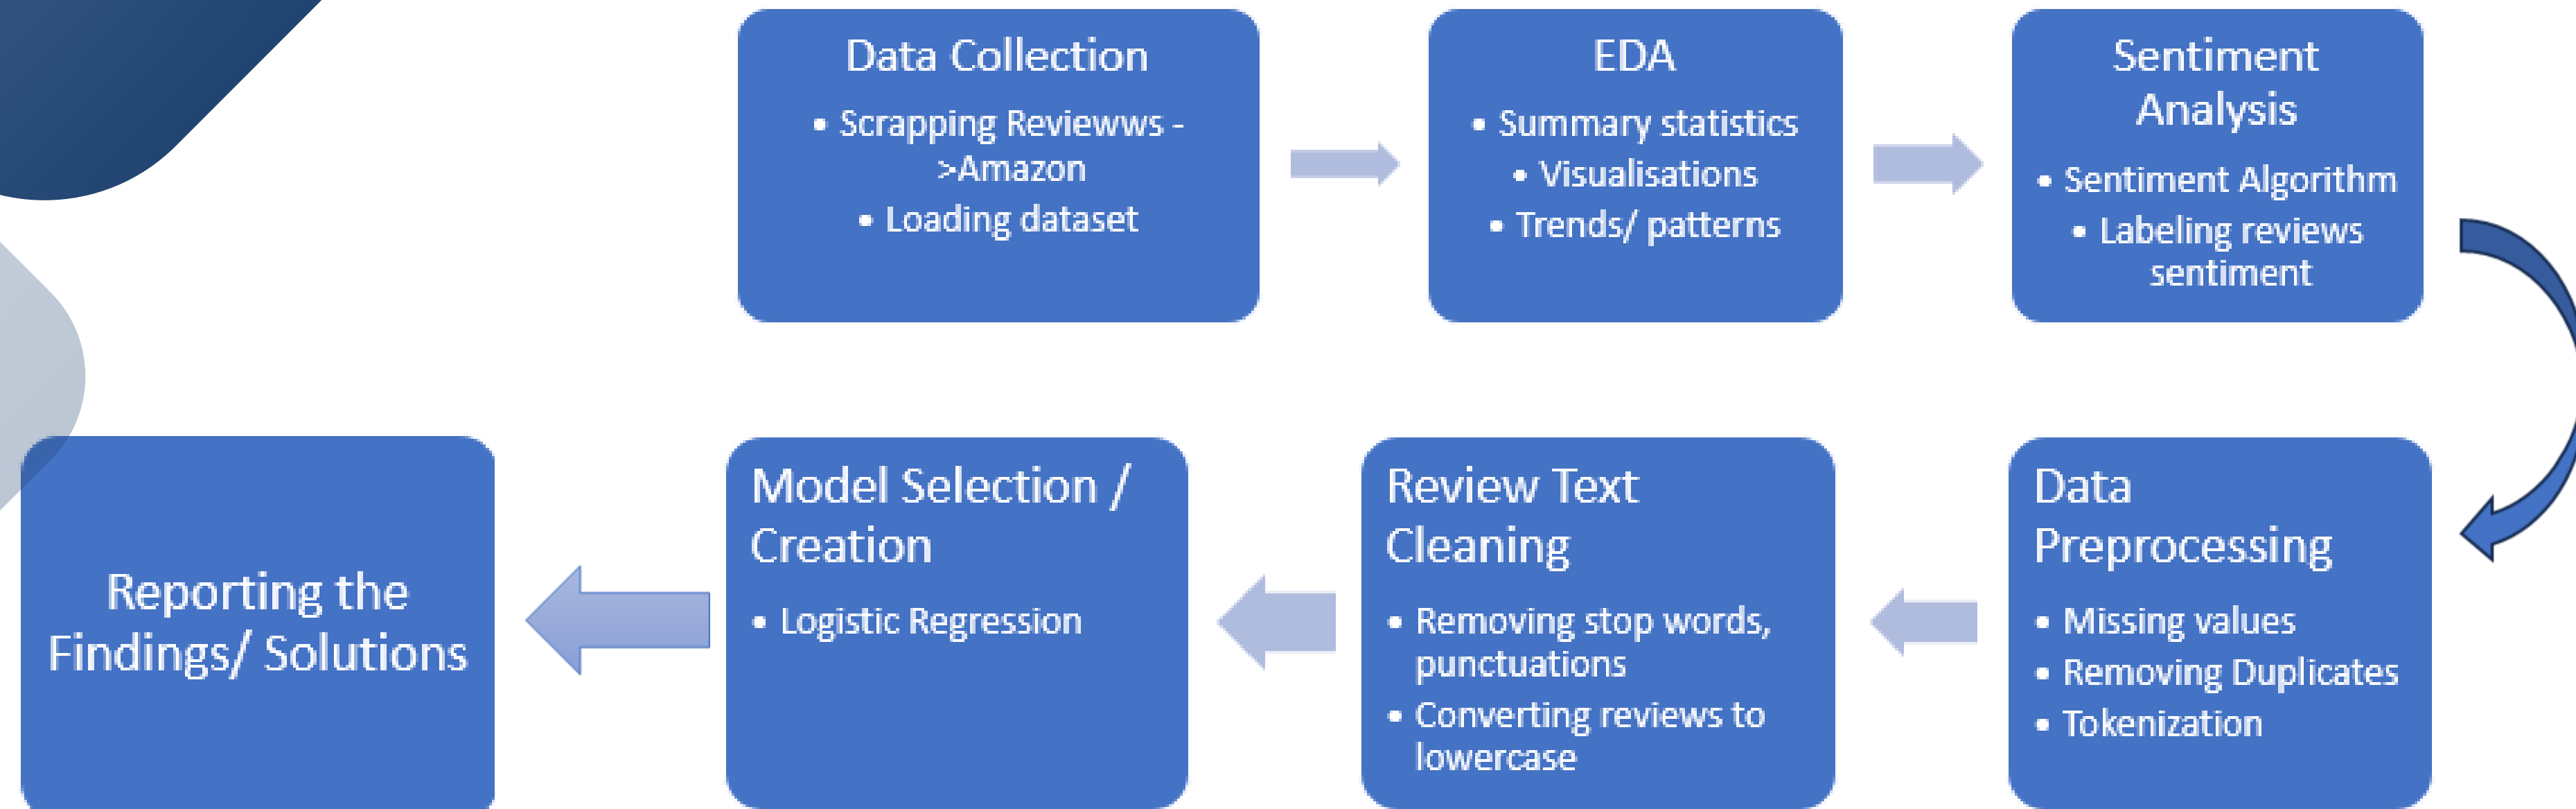 Data Collection
• Scrapping Reviewws -
>Amazon
• Loading dataset
EDA
• Summary statistics
• Visualisations
• Trends/ patterns
Sentiment
Analysis
• Sentiment Algorithm
• Labeling reviews
sentiment
Data
Preprocessing
• Missing values
• Removing Duplicates
• Tokenization
Review Text
Cleaning
• Removing stop words,
punctuations
• Converting reviews to
lowercase
Model Selection /
Creation
• Logistic Regression
Reporting the
Findings/ Solutions